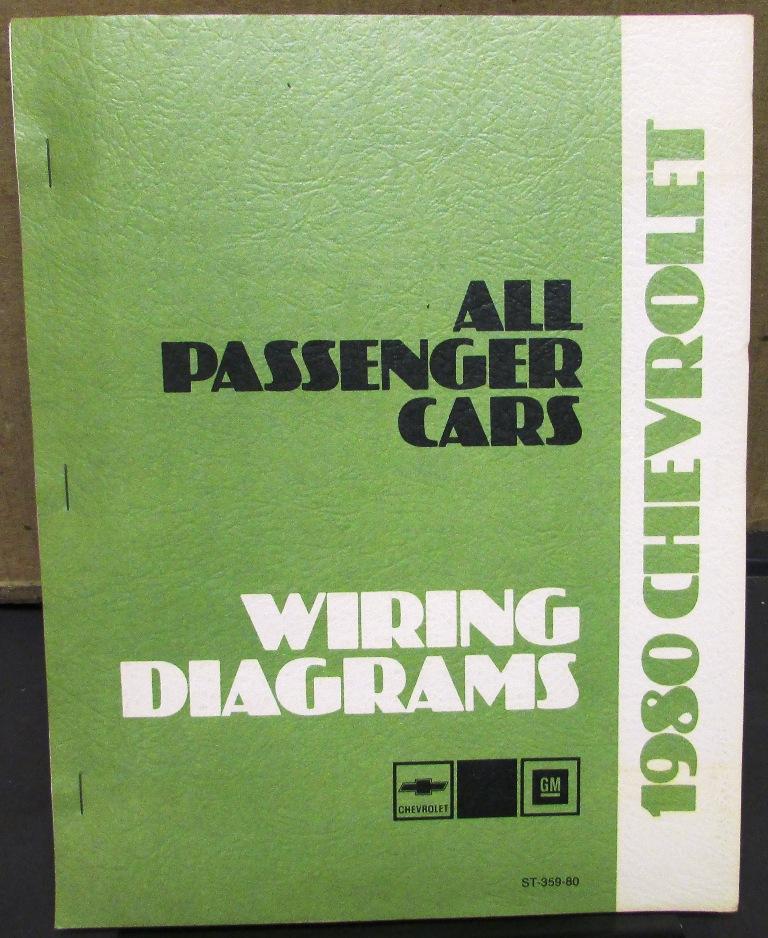 ALL
PASSENGER
CARS
WIRING
DIAGRAMS
CHEVROLET
GM
ST-359-80
1980 CHEVROLET